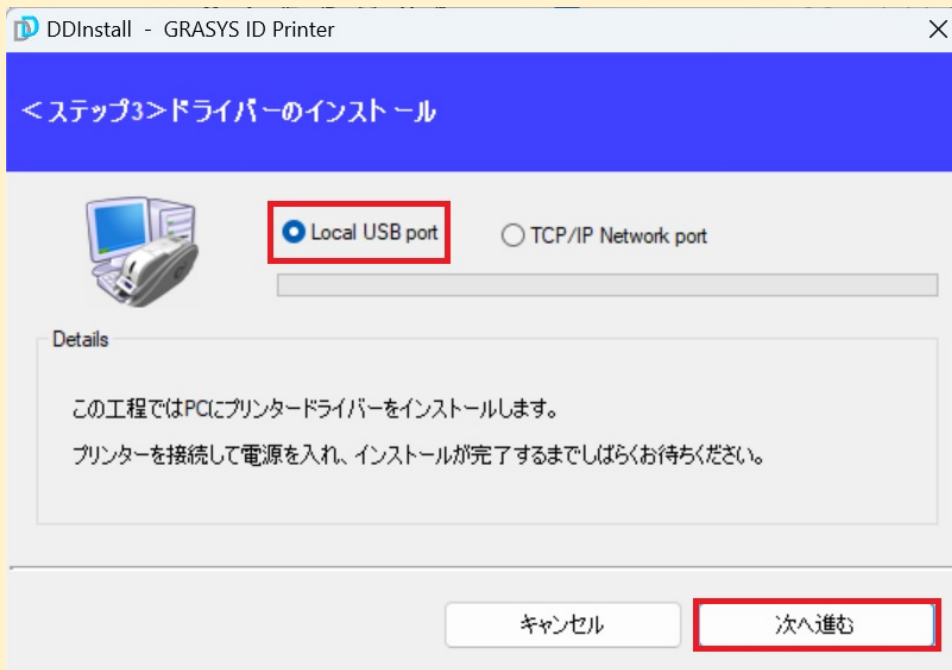 DDInstall - GRASYS ID Printer
＜ステップ3＞ドライバーのインストール
Local USB port
TCP/IP Network port
Details
この工程ではPCにプリンタードライバーをインストールします。
プリンターを接続して電源を入れ、インストールが完了するまでしばらくお待ちください。
キャンセル
次へ進む